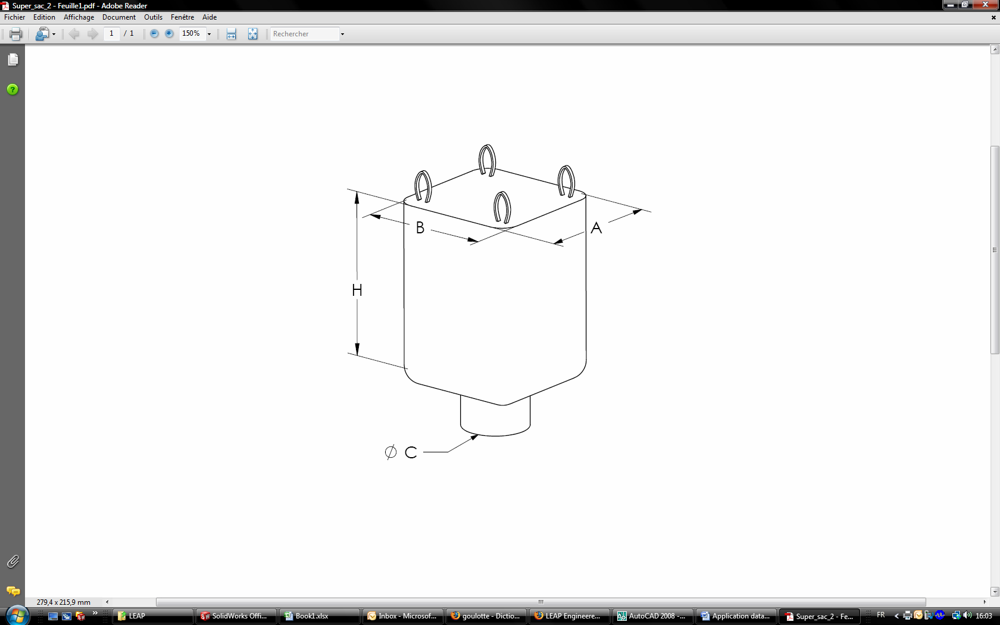 Super_sac_2 - Feuille1.pdf - Adobe Reader
Fichier Edition Affichage Document Outils Fenêtre Aide
1 / 1 150% Rechercher
B
A
H
Ø C
279,4 x 215,9 mm
LEAP SolidWorks Offi... Book1.xlsx Inbox - Microsof... goulotte - Dictio... LEAP Engineere... AutoCAD 2008 -... Application data... Super_sac_2 - Fe... FR 16:03